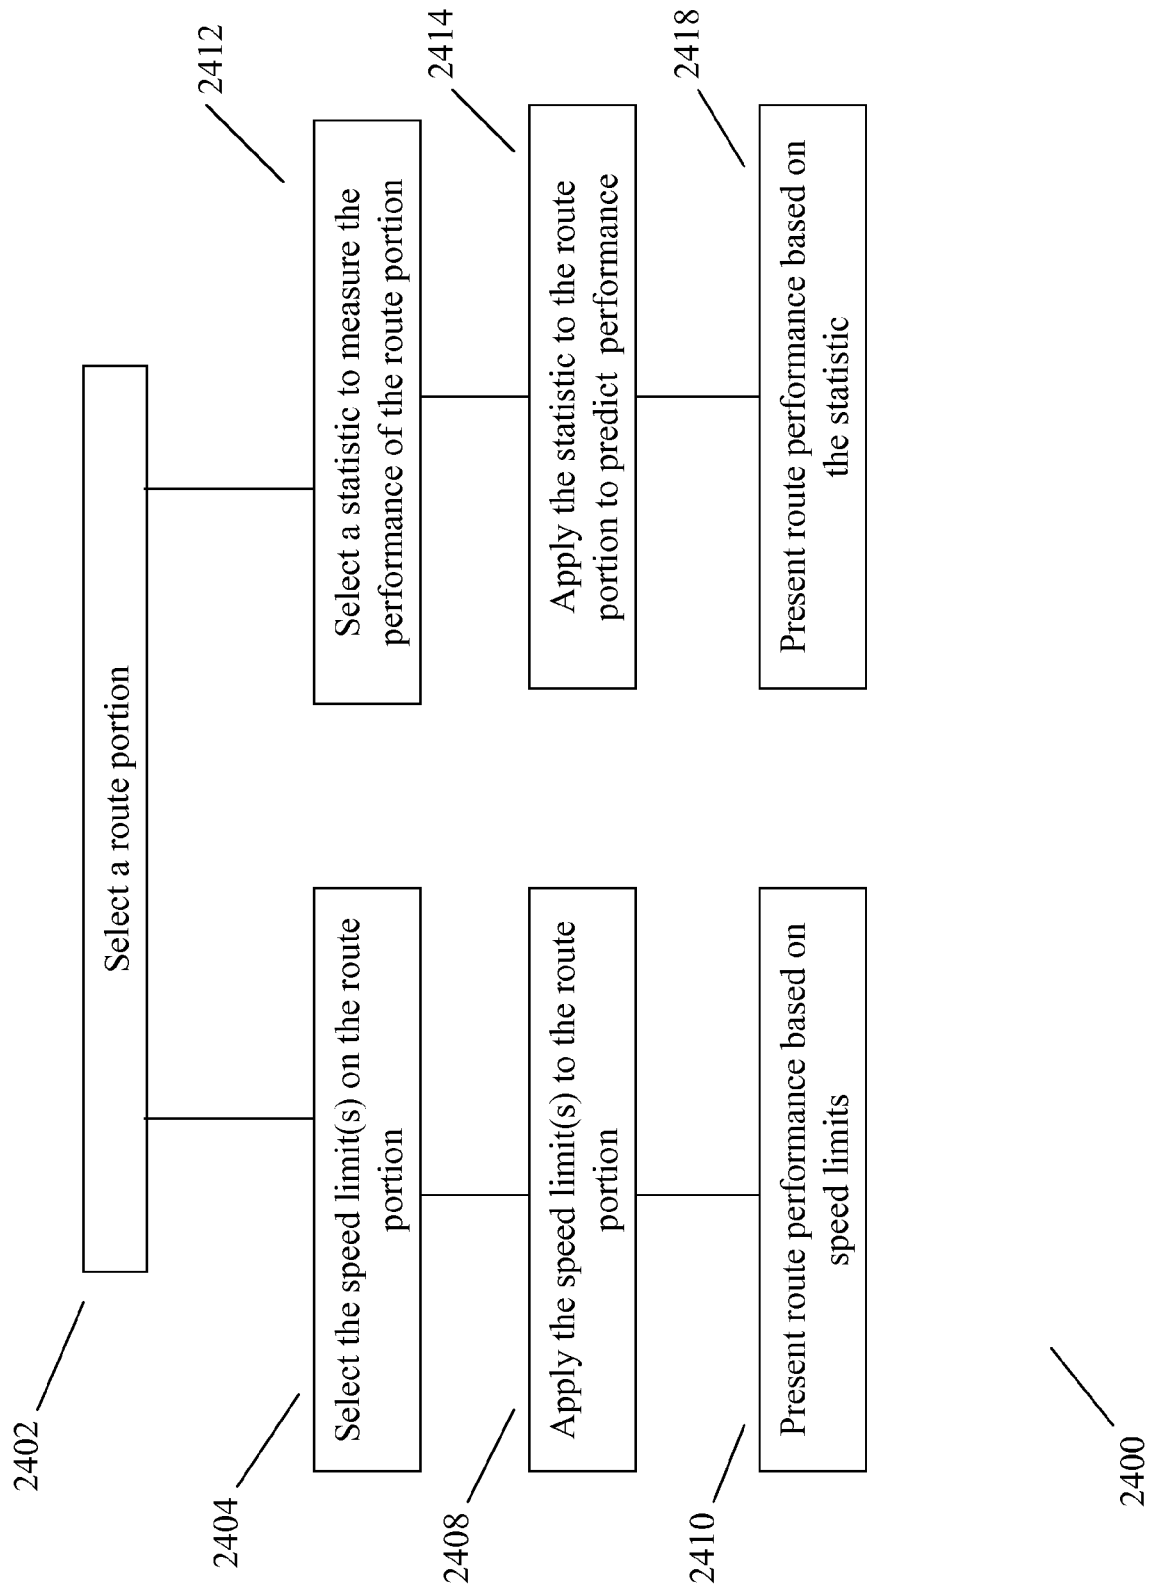 2402
Select a route portion
2404
Select the speed limit(s) on the route
portion
2412
Select a statistic to measure the
performance of the route portion
2408
Apply the speed limit(s) to the route
portion
2414
Apply the statistic to the route
portion to predict performance
2410
Present route performance based on
speed limits
2418
Present route performance based on
the statistic
2400